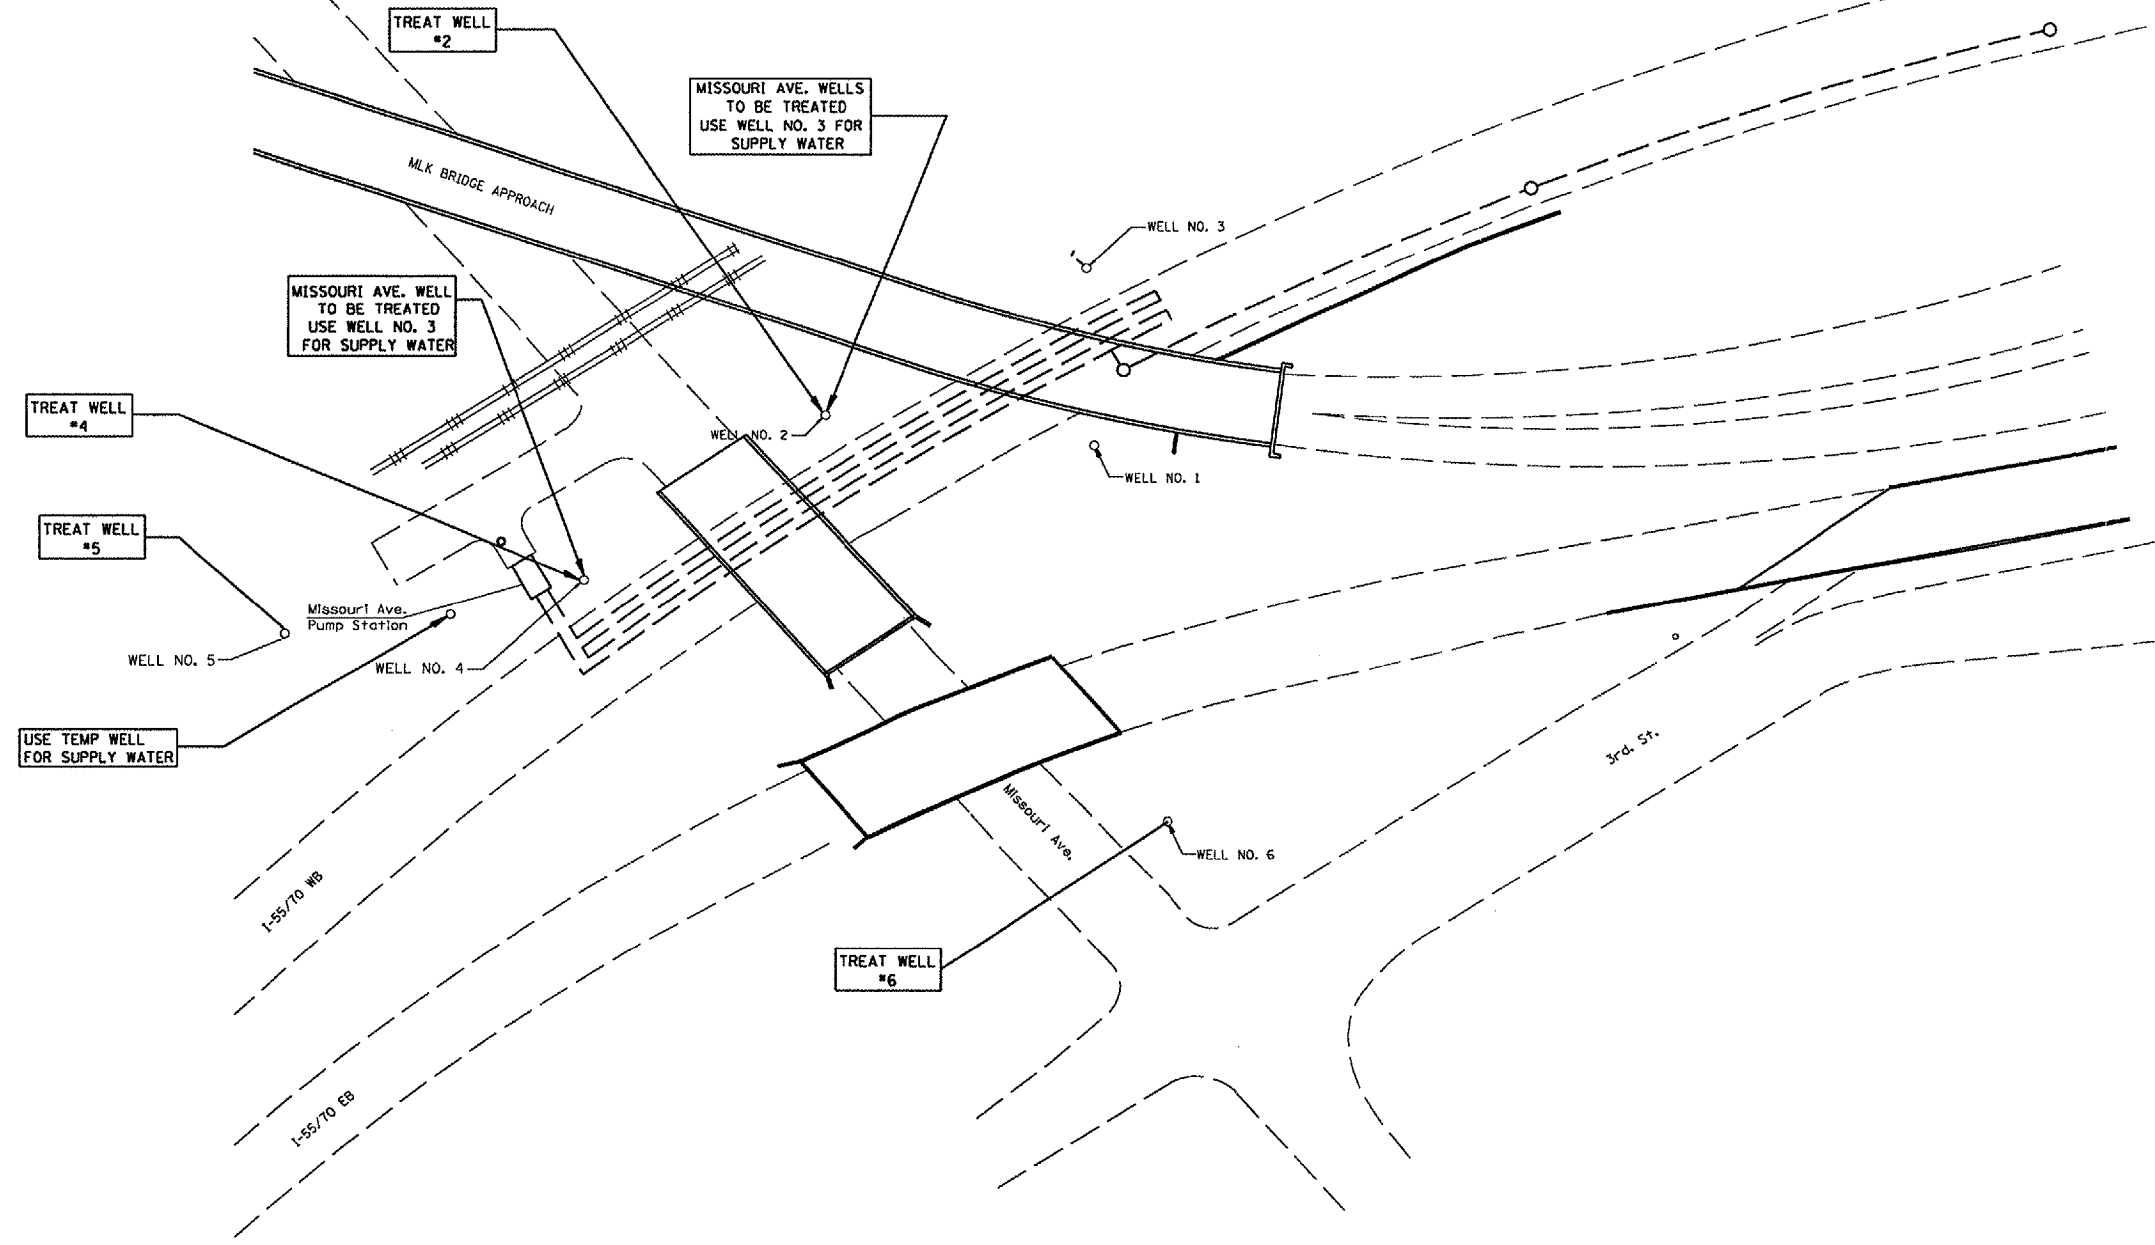 TREAT WELL
#2
MISSOURI AVE. WELLS
TO BE TREATED
USE WELL NO. 3 FOR
SUPPLY WATER
MLK BRIDGE APPROACH
WELL NO. 3
MISSOURI AVE. WELL
TO BE TREATED
USE WELL NO. 3
FOR SUPPLY WATER
TREAT WELL
#4
WELL NO. 2
WELL NO. 1
TREAT WELL
#5
Missouri Ave.
Pump Station
WELL NO. 5
WELL NO. 4
USE TEMP WELL
FOR SUPPLY WATER
3rd. St.
Missouri Ave.
WELL NO. 6
I-55/70 WB
TREAT WELL
#6
I-55/70 EB